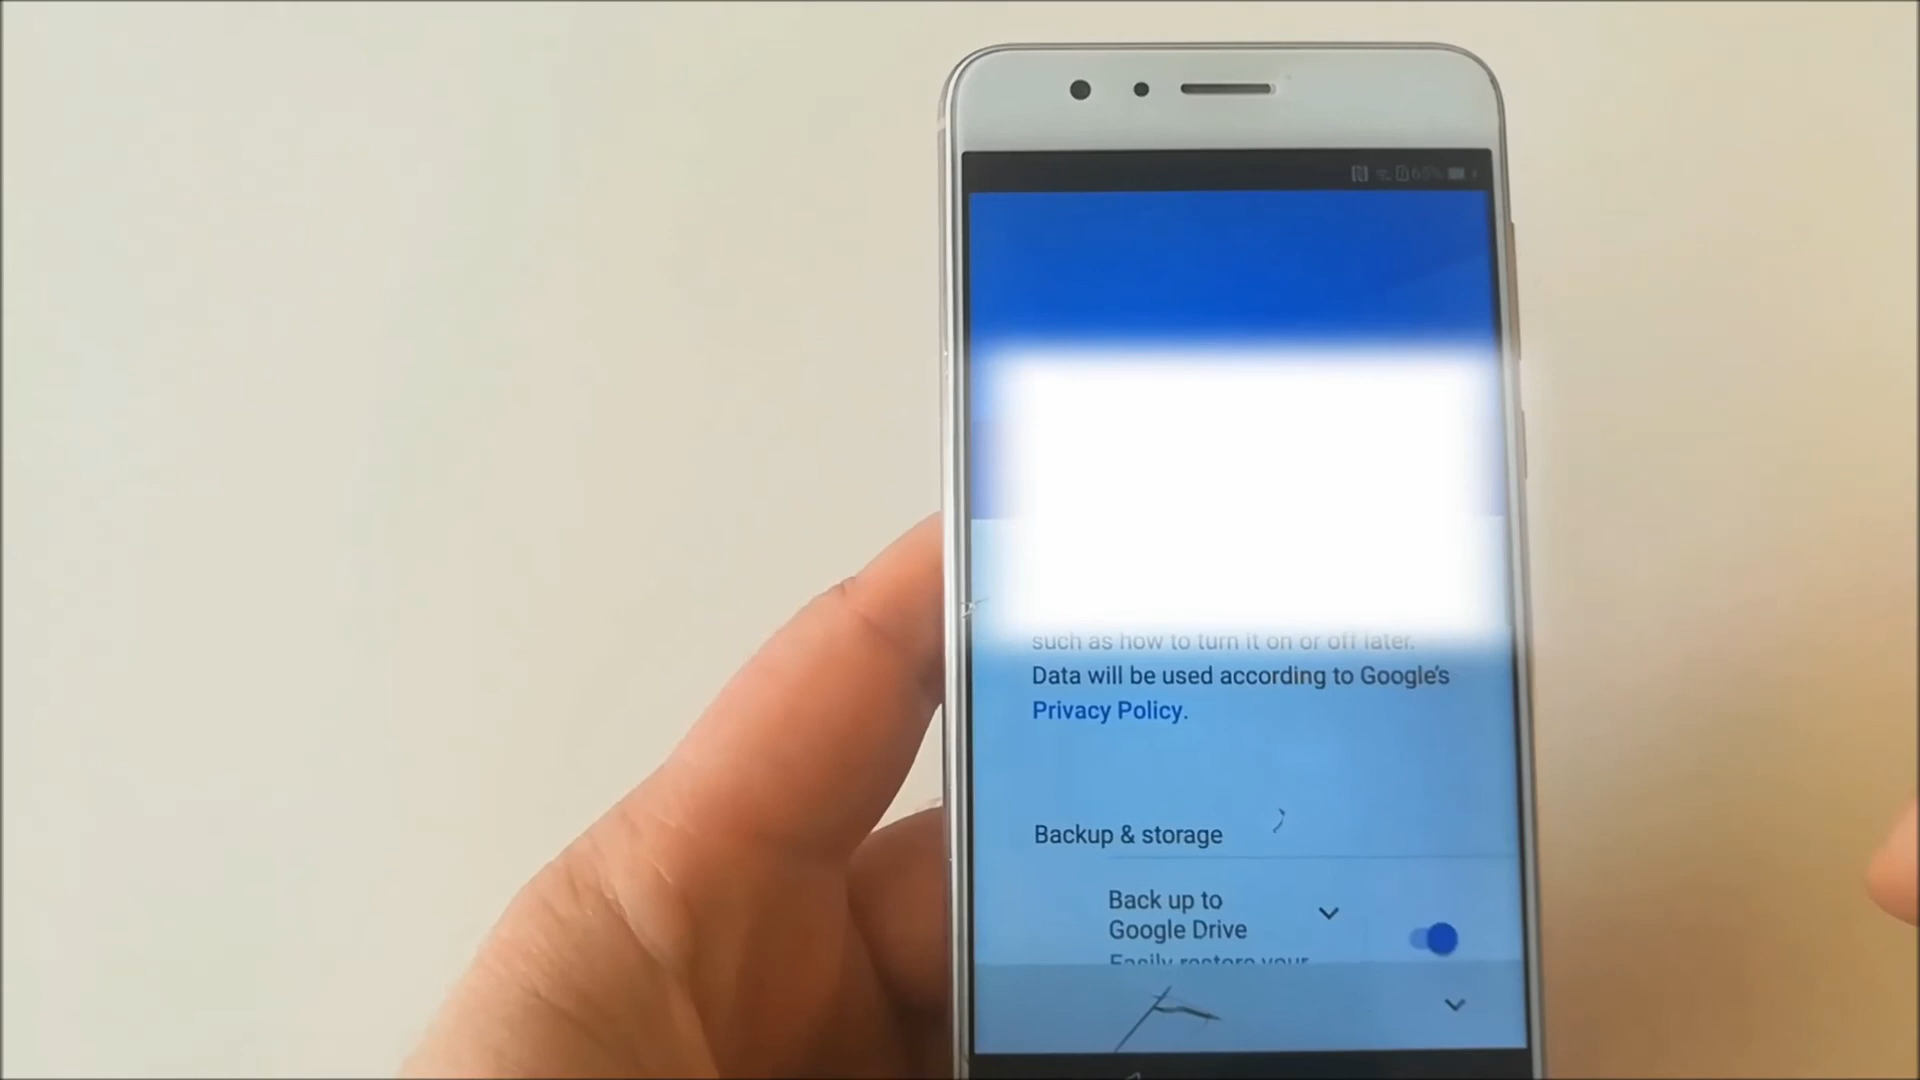 65%
such as how to turn it on or off later.
Data will be used according to Google's
Privacy Policy.
Backup & storage
Back up to
Google Drive
Easily restore your